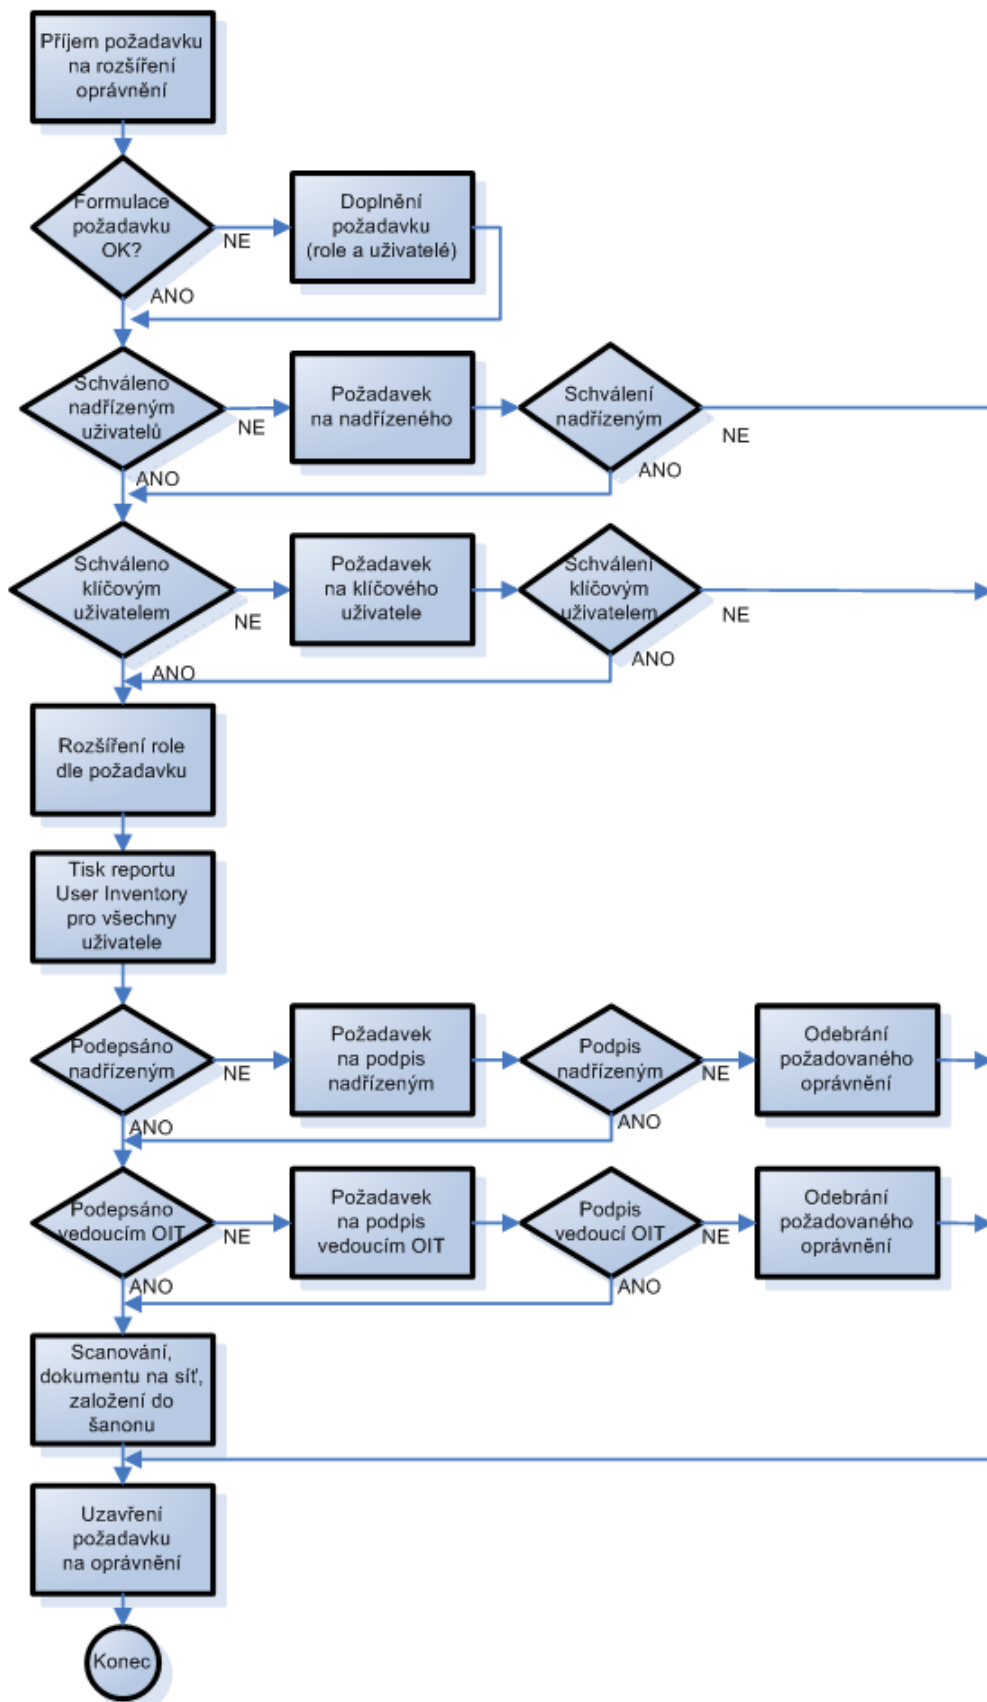 Příjem požadavku
na rozšíření
oprávnění
Formulace
požadavku
OK?
NE
Doplnění
požadavku
(role a uživatelé)
ANO
Schváleno
nadřízeným
uživatelů
NE
Požadavek
na nadřízeného
Schválení
nadřízeným
NE
ANO
ANO
Schváleno
klíčovým
uživatelem
NE
Požadavek
na klíčového
uživatele
Schválení
klíčovým
uživatelem
NE
ANO
ANO
Rozšíření role
dle požadavku
Tisk reportu
User Inventory
pro všechny
uživatele
Podepsáno
nadřízeným
NE
Požadavek
na podpis
nadřízeným
Podpis
nadřízeným
NE
Odebrání
požadovaného
oprávnění
ANO
ANO
Podepsáno
vedoucím OIT
NE
Požadavek
na podpis
vedoucím OIT
Podpis
vedoucí OIT
NE
Odebrání
požadovaného
oprávnění
ANO
ANO
Scanování,
dokumentu na síť,
založení do
šanonu
Uzavření
požadavku
na oprávnění
Konec